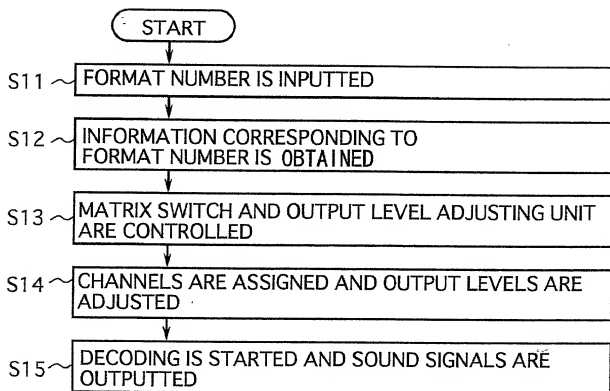 START
S11 FORMAT NUMBER IS INPUTTED
S12 INFORMATION CORRESPONDING TO
FORMAT NUMBER IS OBTAINED
S13 MATRIX SWITCH AND OUTPUT LEVEL ADJUSTING UNIT
ARE CONTROLLED
S14 CHANNELS ARE ASSIGNED AND OUTPUT LEVELS ARE
ADJUSTED
S15 DECODING IS STARTED AND SOUND SIGNALS ARE
OUTPUTTED